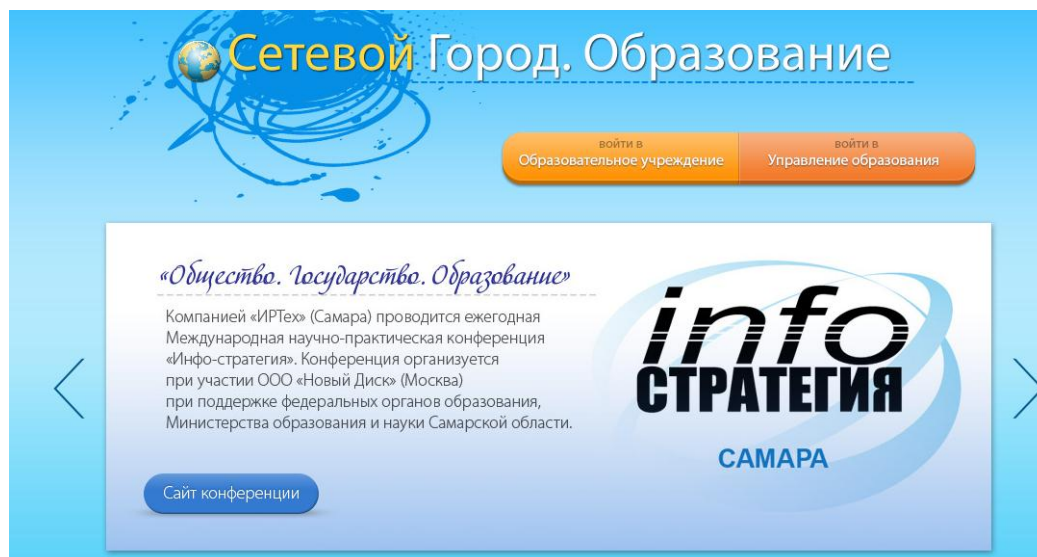 Сетевой Город. Образование
войти в
Образовательное учреждение
войти в
Управление образования
«Общество. Государство. Образование»
Компанией «ИРТех» (Самара) проводится ежегодная
Международная научно-практическая конференция
«Инфо-стратегия». Конференция организуется
при участии ООО «Новый Диск» (Москва)
при поддержке федеральных органов образования,
Министерства образования и науки Самарской области.
Сайт конференции
info
СТРАТЕГИЯ
САМАРА